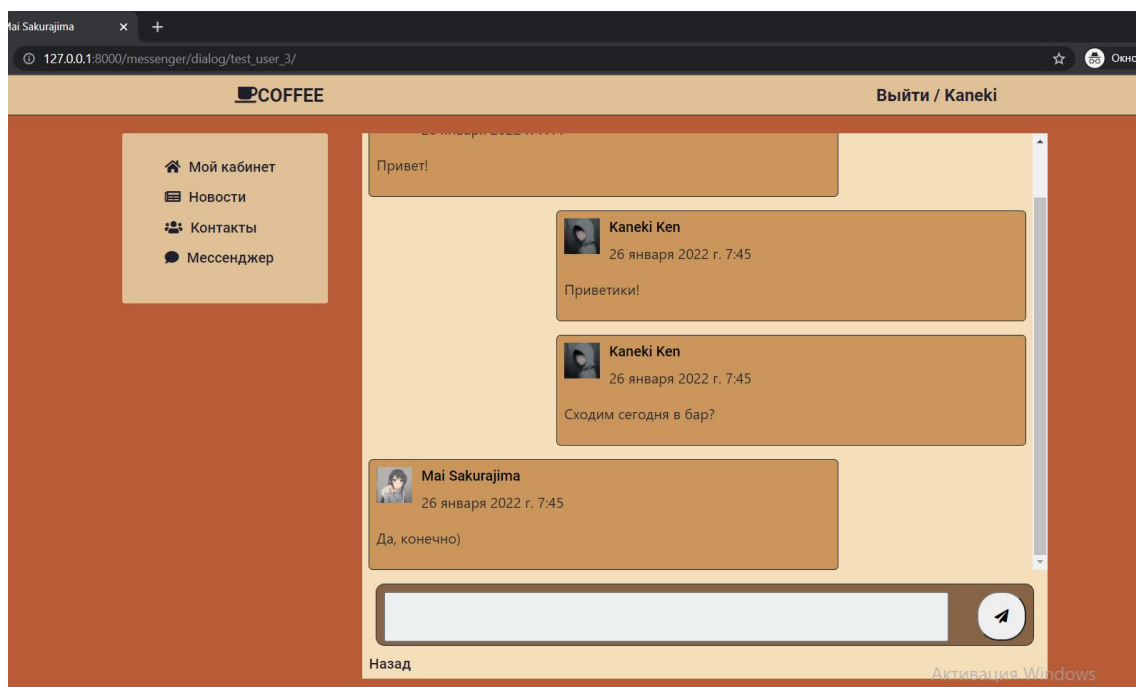 Mai Sakurajima
127.0.0.1:8000/messenger/dialog/test_user_3/
COFFEE
Выйти / Kaneki
Мой кабинет
Новости
Контакты
Мессенджер
Привет!
Kaneki Ken
26 января 2022 г. 7:45
Приветики!
Kaneki Ken
26 января 2022 г. 7:45
Сходим сегодня в бар?
Mai Sakurajima
26 января 2022 г. 7:45
Да, конечно)
Назад
Активация Windows